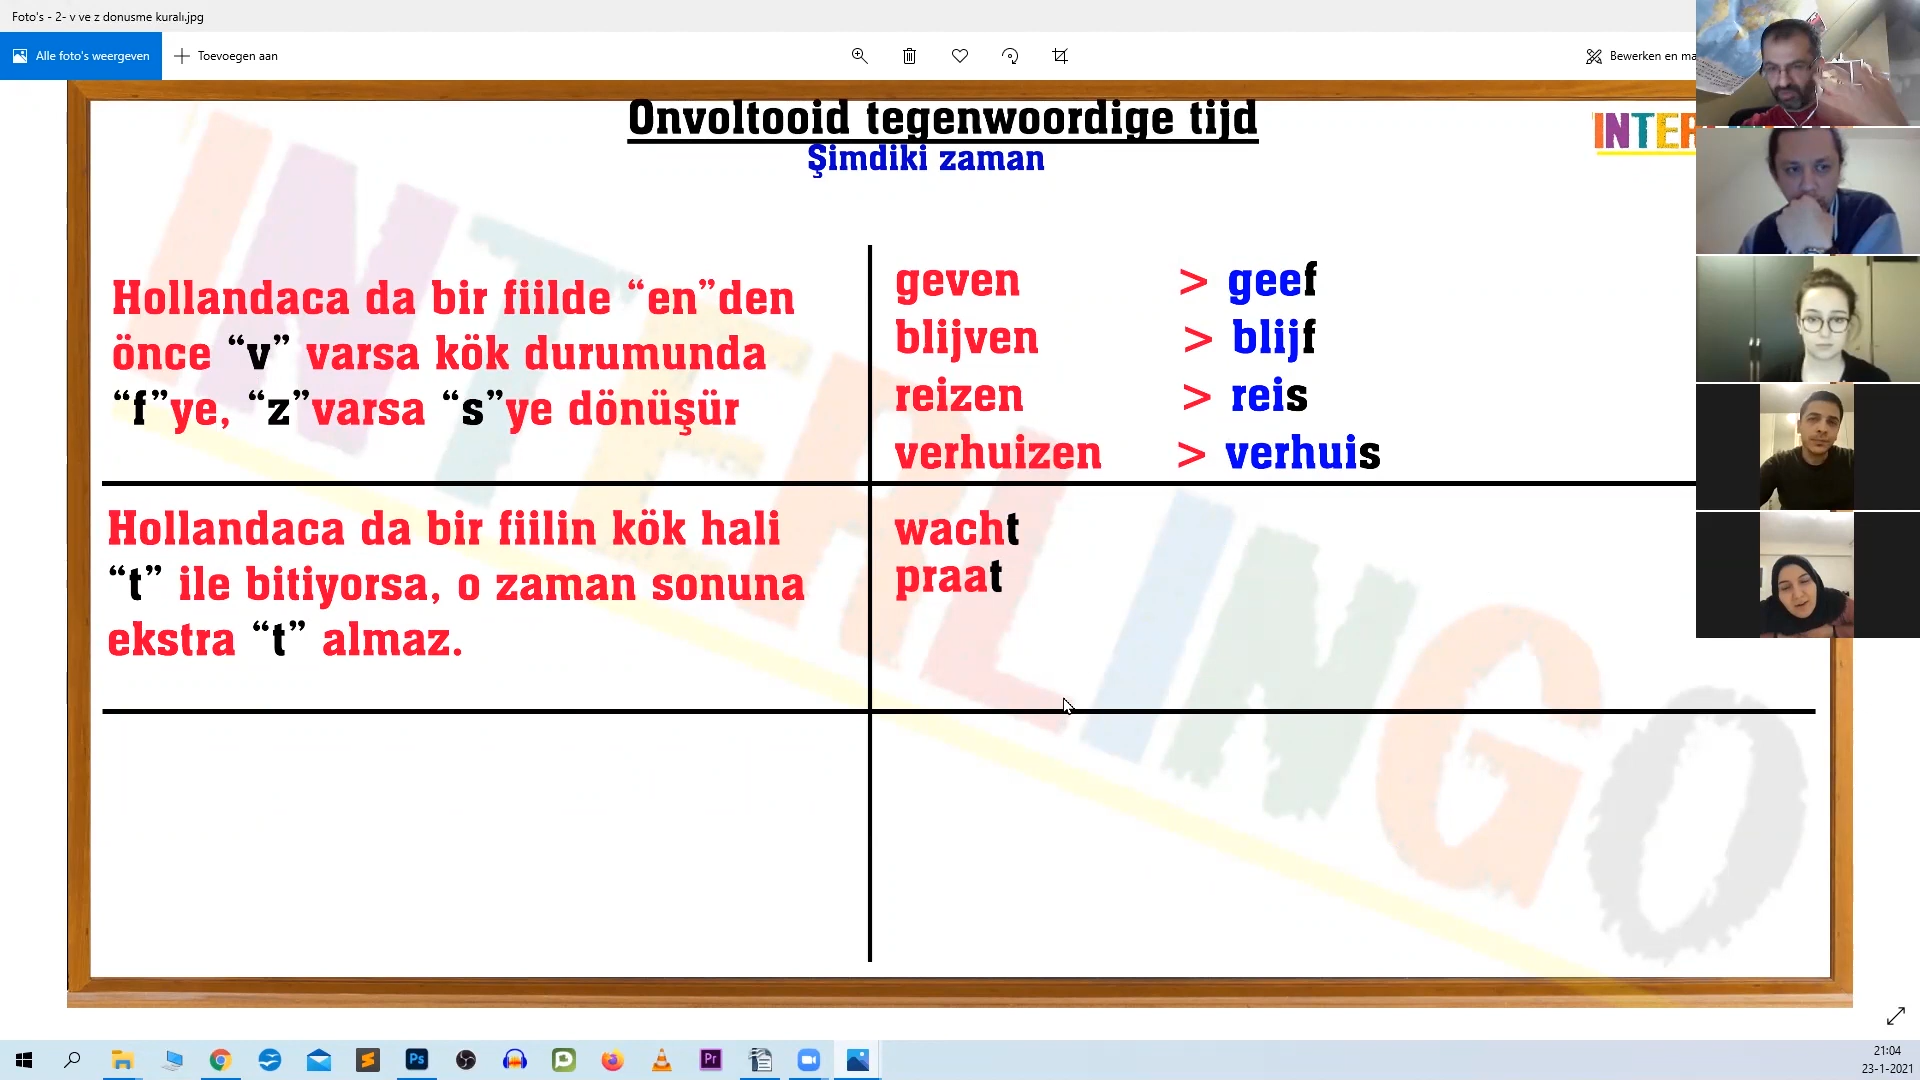 Foto's - 2- v ve z donusme kuralı.jpg
Alle foto's weergeven
Toevoegen aan
Bewerken en ma
Onvoltooid tegenwoordige tijd
Şimdiki zaman
INTER
Hollandaca da bir fiilde “en”den
önce “v” varsa kök durumunda
“f”ye, “z”varsa “s”ye dönüşür
geven > geef
blijven > blijf
reizen > reis
verhuizen > verhuis
Hollandaca da bir fiilin kök hali
“t” ile bitiyorsa, o zaman sonuna
ekstra “t” almaz.
wacht
praat
INTERLINGO
21:04
23-1-2021